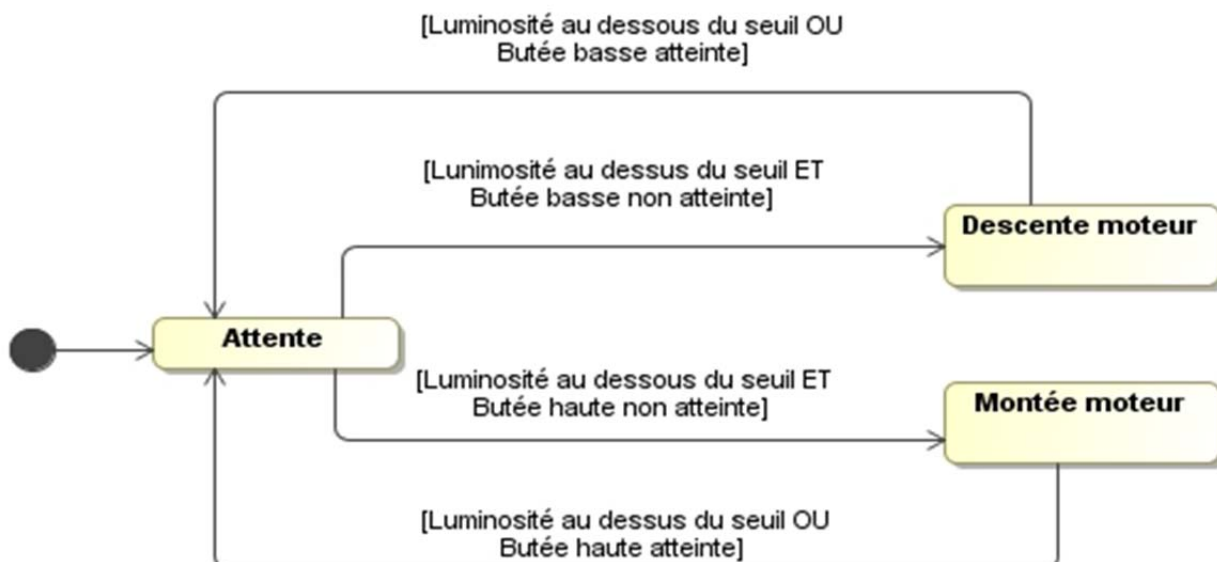 [Luminosité au dessous du seuil OU
Butée basse atteinte]
[Lunimosité au dessus du seuil ET
Butée basse non atteinte]
Descente moteur
Attente
[Luminosité au dessous du seuil ET
Butée haute non atteinte]
Montée moteur
[Luminosité au dessus du seuil OU
Butée haute atteinte]